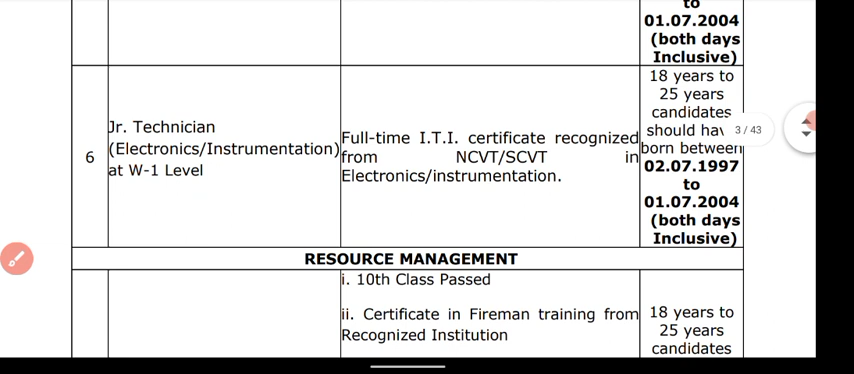 to
01.07.2004
(both days
Inclusive)
6
Jr. Technician
(Electronics/Instrumentation)
at W-1 Level
Full-time I.T.I. certificate recognized
from NCVT/SCVT in
Electronics/instrumentation.
18 years to
25 years
candidates
should hav
born between
02.07.1997
to
01.07.2004
(both days
Inclusive)
3 / 43
RESOURCE MANAGEMENT
i. 10th Class Passed
ii. Certificate in Fireman training from
Recognized Institution
18 years to
25 years
candidates